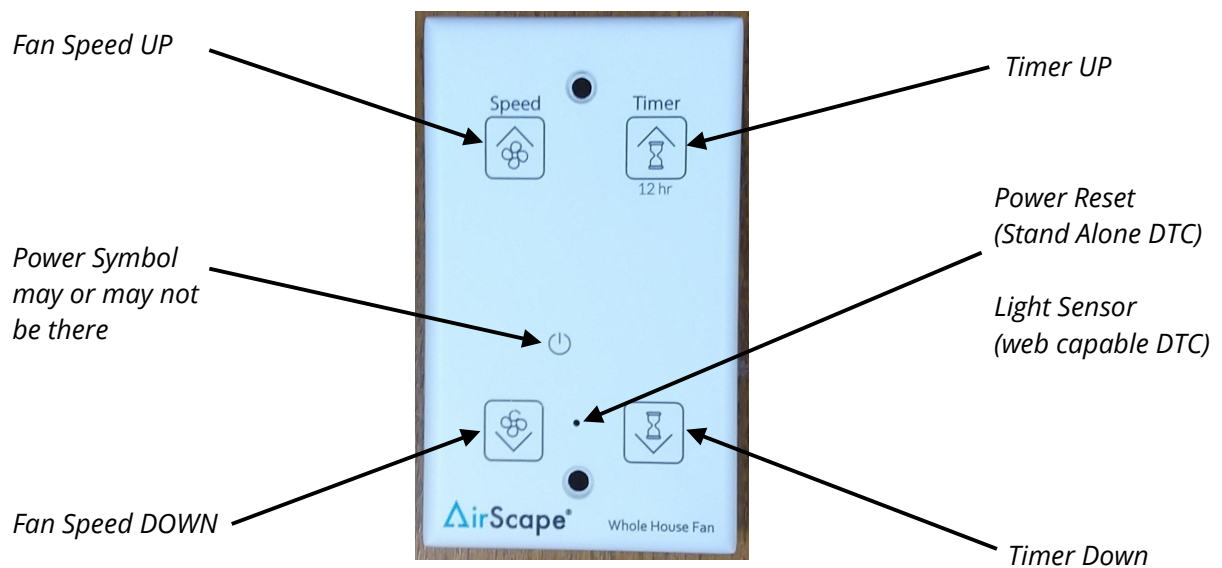 Fan Speed UP
Timer UP
Speed
Timer
12 hr
Power Reset
(Stand Alone DTC)
Power Symbol
may or may not
be there
Light Sensor
(web capable DTC)
AirScape®
Whole House Fan
Fan Speed DOWN
Timer Down